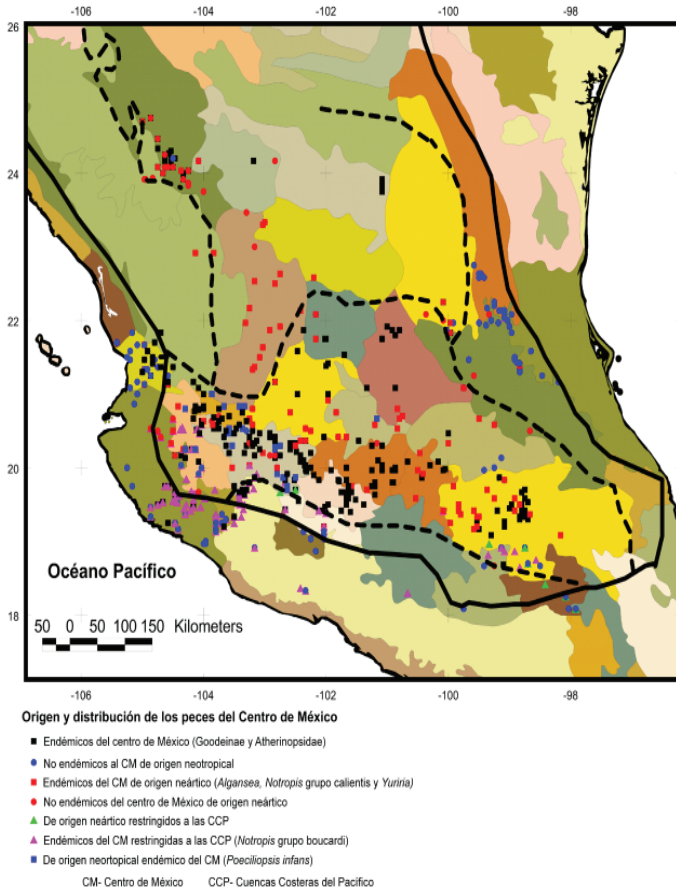 -106 -104 -102 -100 -98
26
24
22
20
18
Océano Pacífico
50 0 50 100 150 Kilometers
-106 -104 -102 -100 -98
Origen y distribución de los peces del Centro de México
Endémicos del centro de México (Goodeinae y Atherinopsidae)
No endémicos al CM de origen neotropical
Endémicos del CM de origen neártico (Algansea, Notropis grupo calientis y Yuriria)
No endémicos del centro de México de origen neártico
De origen neártico restringidos a las CCP
Endémicos del CM restringidas a las CCP (Notropis grupo boucardi)
De origen neortopical endémico del CM (Poeciliopsis infans)
CM- Centro de México CCP- Cuencas Costeras del Pacífico